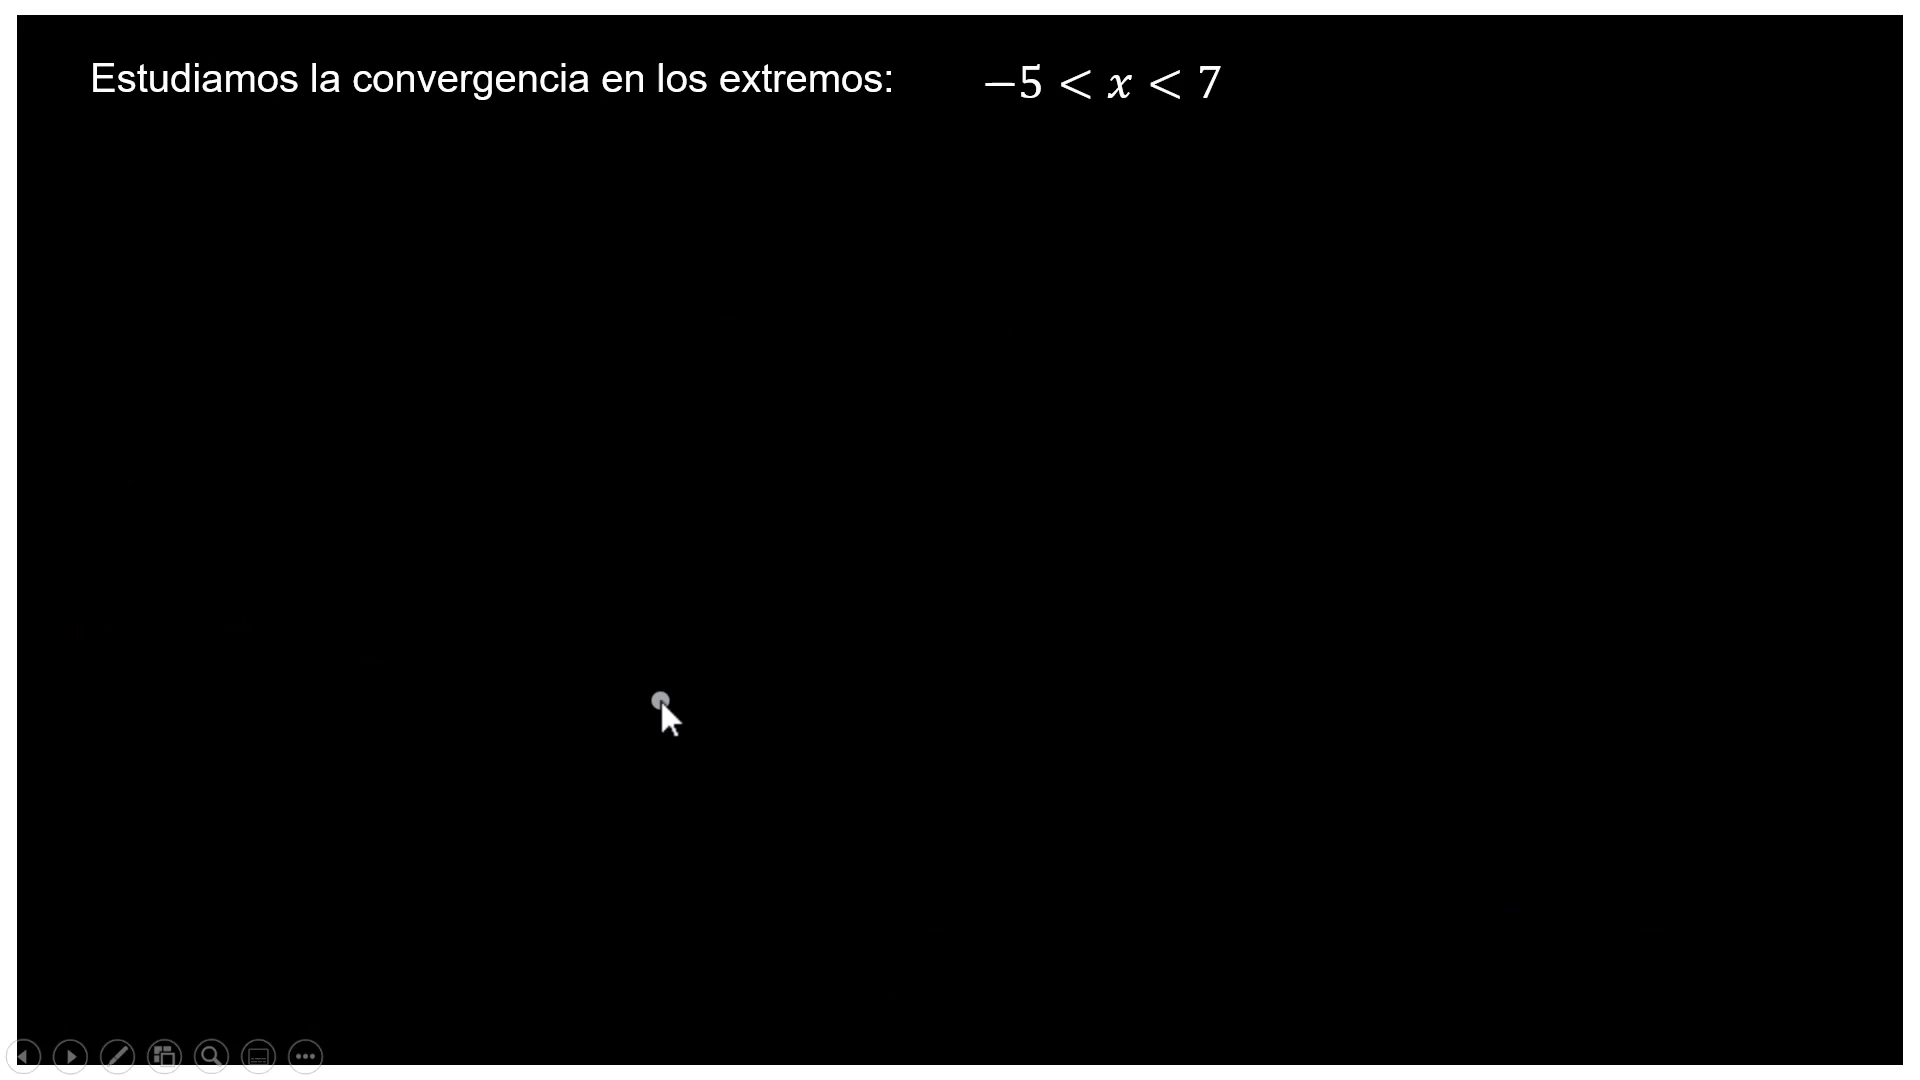 Estudiamos la convergencia en los extremos: −5 < x < 7